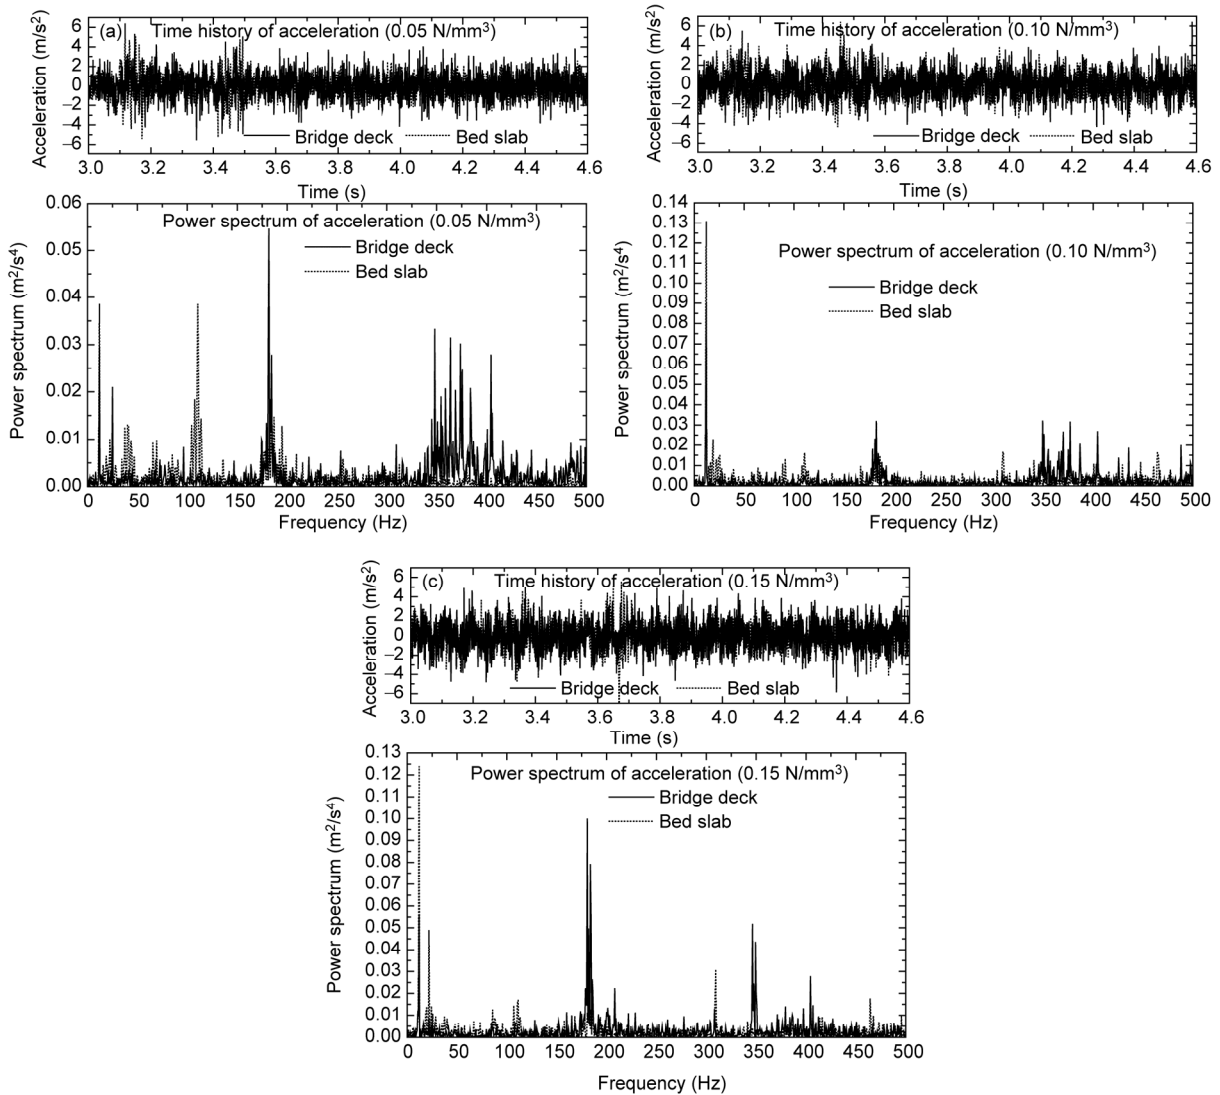 (a) Time history of acceleration (0.05 N/mm³)
Acceleration (m/s²)
6
4
2
0
−2
−4
−6
Bridge deck Bed slab
3.0 3.2 3.4 3.6 3.8 4.0 4.2 4.4 4.6
Time (s)
Power spectrum of acceleration (0.05 N/mm³)
Bridge deck
Bed slab
Power spectrum (m²/s⁴)
0.06
0.05
0.04
0.03
0.02
0.01
0.00
0 50 100 150 200 250 300 350 400 450 500
Frequency (Hz)
(b) Time history of acceleration (0.10 N/mm³)
Acceleration (m/s²)
6
4
2
0
−2
−4
−6
Bridge deck Bed slab
3.0 3.2 3.4 3.6 3.8 4.0 4.2 4.4 4.6
Time (s)
Power spectrum of acceleration (0.10 N/mm³)
Bridge deck
Bed slab
Power spectrum (m²/s⁴)
0.14
0.13
0.12
0.11
0.10
0.09
0.08
0.07
0.06
0.05
0.04
0.03
0.02
0.01
0.00
0 50 100 150 200 250 300 350 400 450 500
Frequency (Hz)
(c) Time history of acceleration (0.15 N/mm³)
Acceleration (m/s²)
6
4
2
0
−2
−4
−6
Bridge deck Bed slab
3.0 3.2 3.4 3.6 3.8 4.0 4.2 4.4 4.6
Time (s)
Power spectrum of acceleration (0.15 N/mm³)
Bridge deck
Bed slab
Power spectrum (m²/s⁴)
0.13
0.12
0.11
0.10
0.09
0.08
0.07
0.06
0.05
0.04
0.03
0.02
0.01
0.00
0 50 100 150 200 250 300 350 400 450 500
Frequency (Hz)